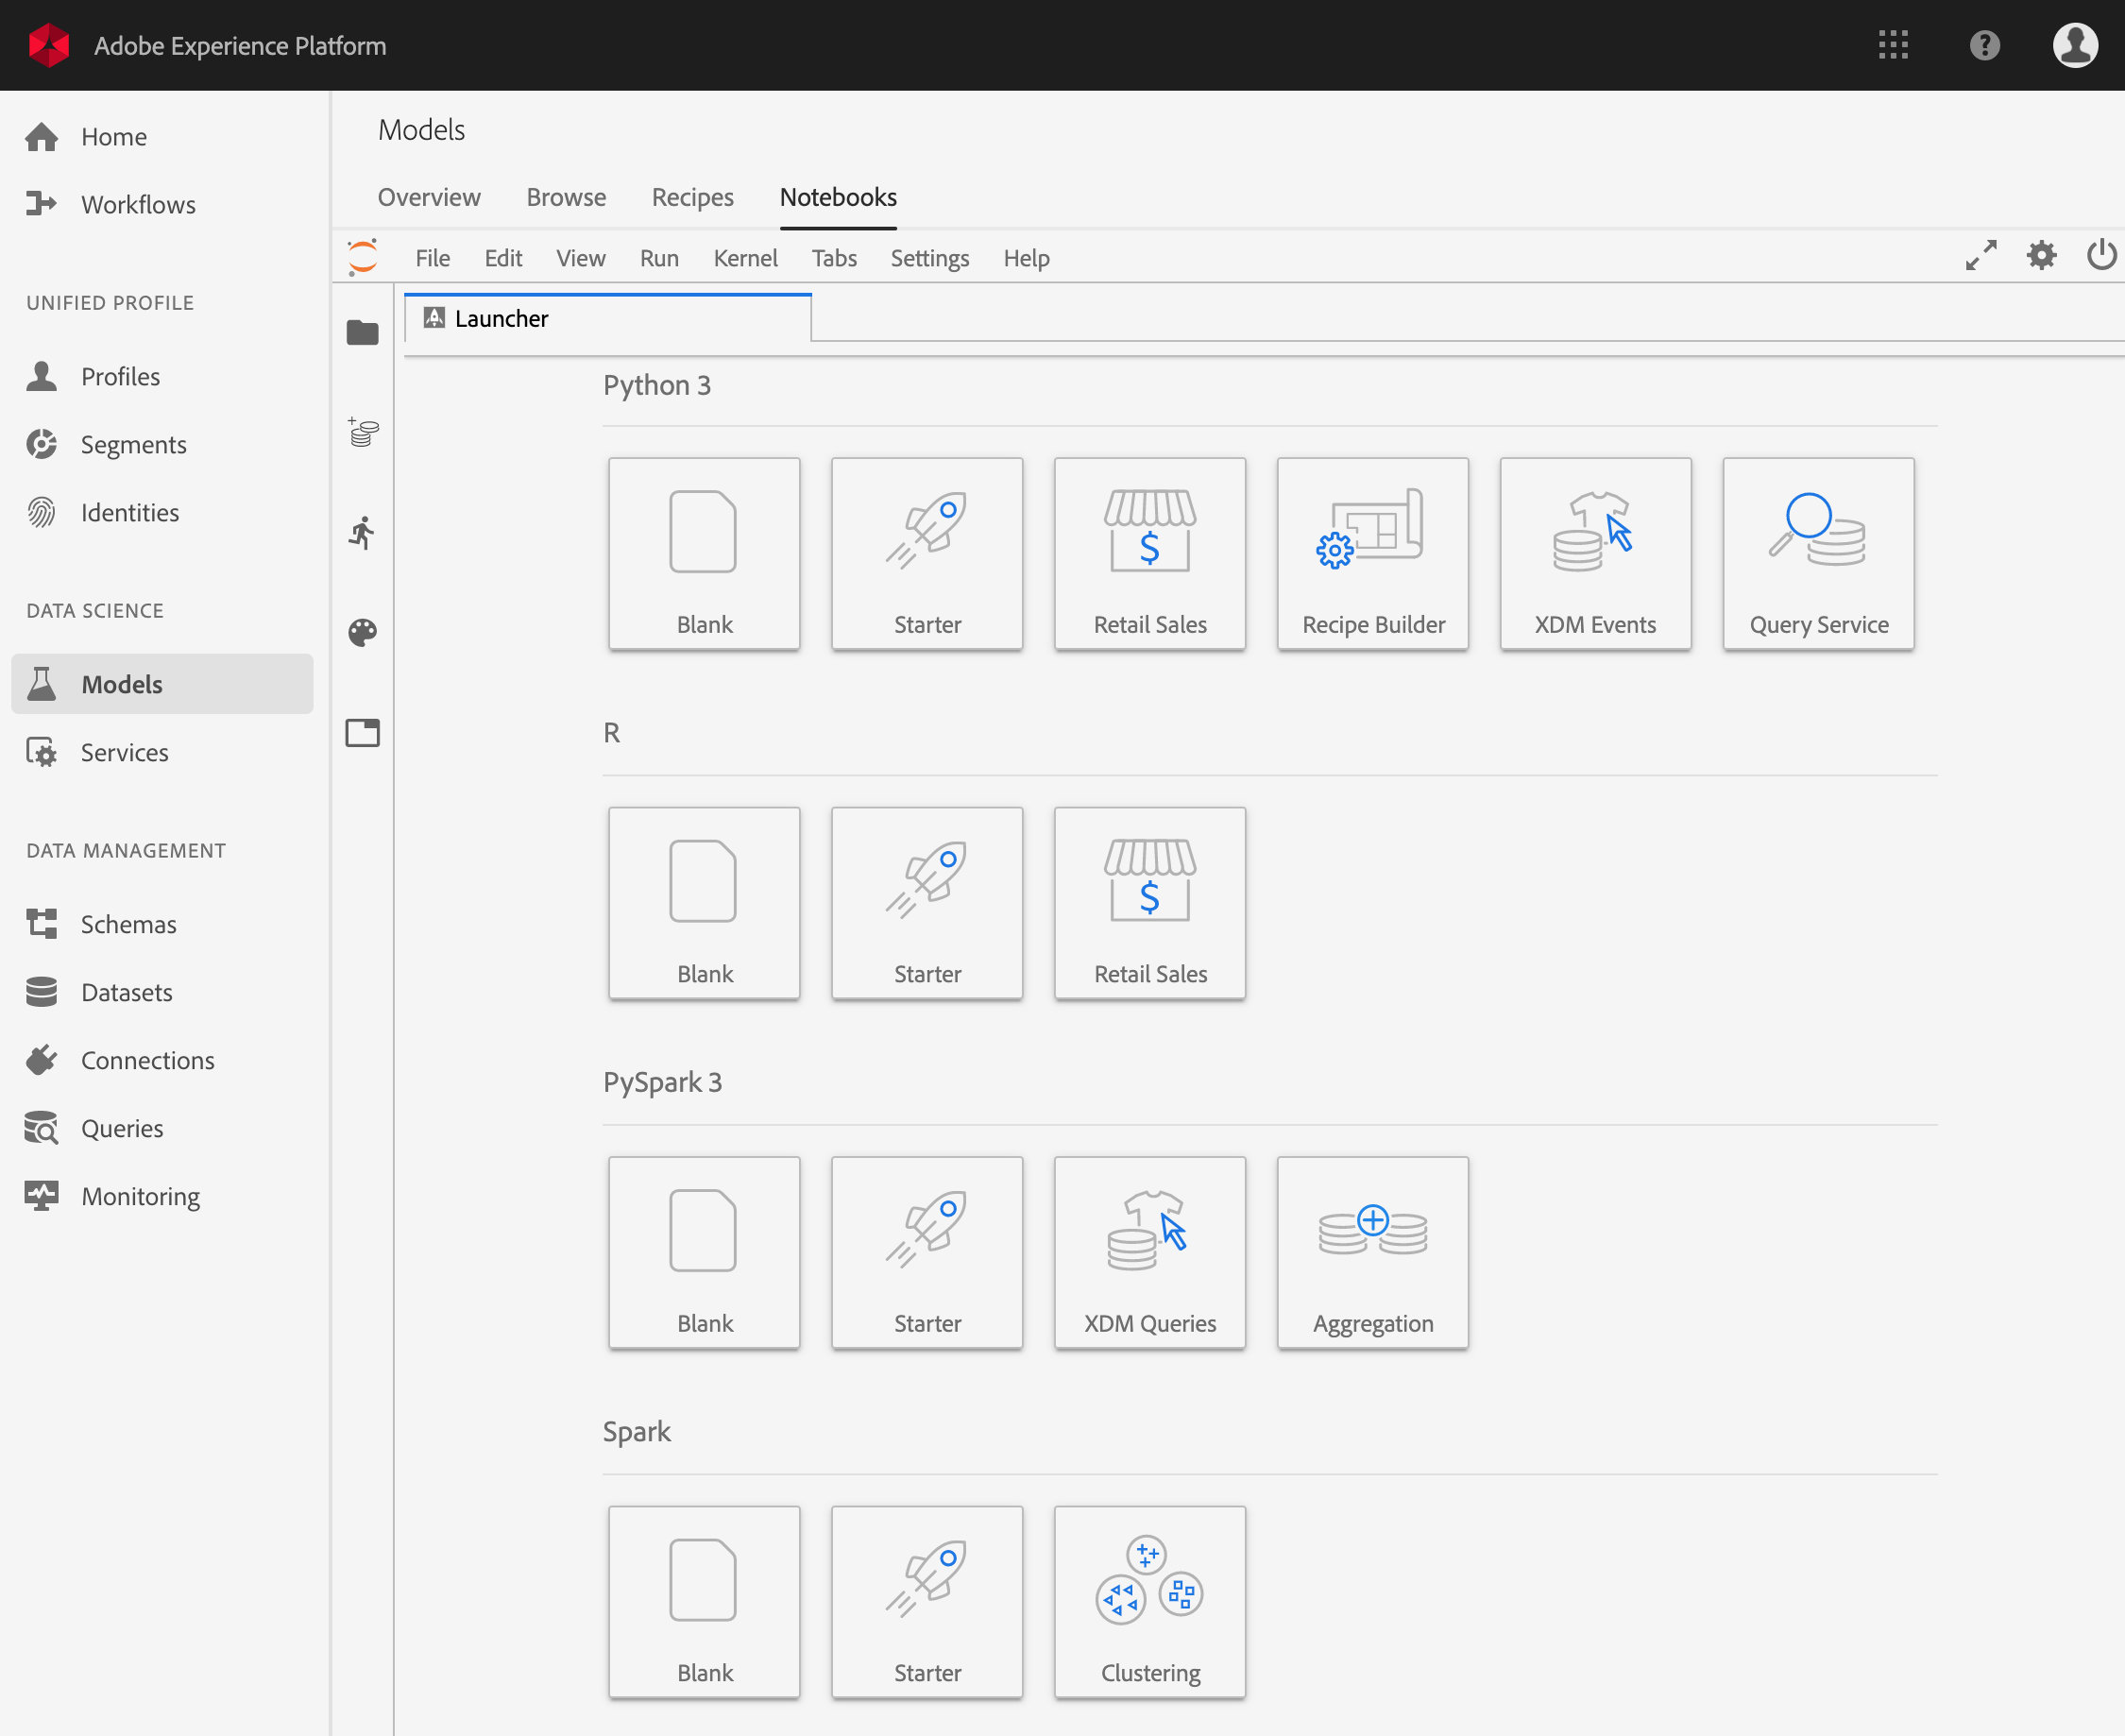 Adobe Experience Platform
Home
Workflows
UNIFIED PROFILE
Profiles
Segments
Identities
DATA SCIENCE
Models
Services
DATA MANAGEMENT
Schemas
Datasets
Connections
Queries
Monitoring
Models
Overview Browse Recipes Notebooks
File Edit View Run Kernel Tabs Settings Help
Launcher
Python 3
Blank Starter Retail Sales Recipe Builder XDM Events Query Service
R
Blank Starter Retail Sales
PySpark 3
Blank Starter XDM Queries Aggregation
Spark
Blank Starter Clustering